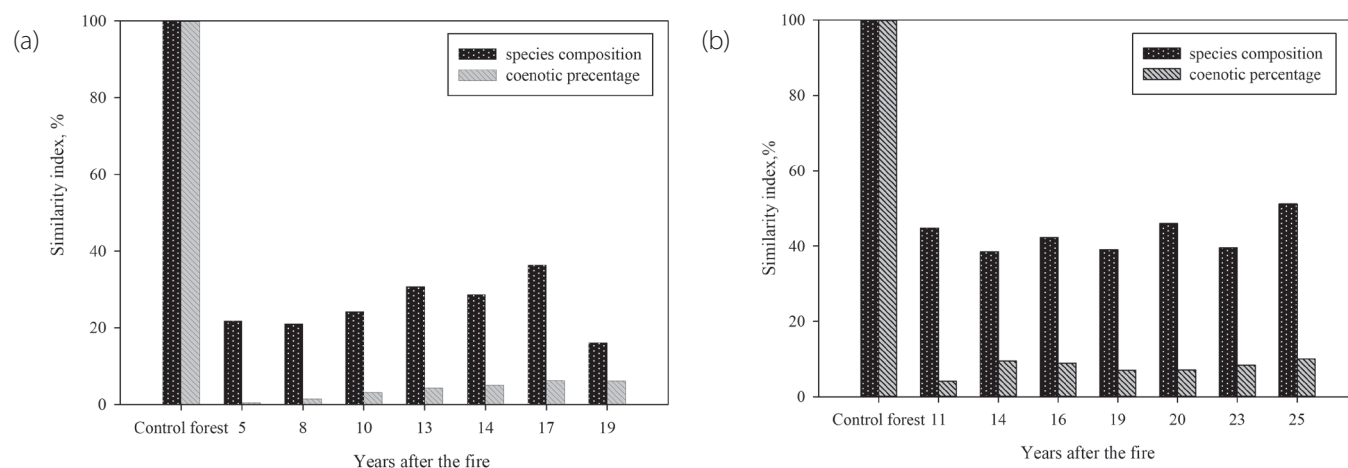 (a)
100
80
60
40
20
0
Similarity index, %
species composition
coenotic precentage
Control forest 5 8 10 13 14 17 19
Years after the fire
(b)
100
80
60
40
20
0
Similarity index,%
species composition
coenotic percentage
Control forest 11 14 16 19 20 23 25
Years after the fire